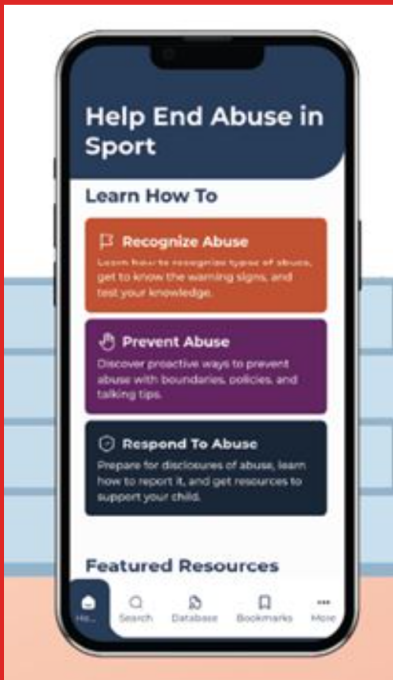 Help End Abuse in
Sport
Learn How To
Recognize Abuse
Learn how to recognize types of abuse,
get to know the warning signs, and
test your knowledge.
Prevent Abuse
Discover proactive ways to prevent
abuse with boundaries, policies, and
talking tips.
Respond To Abuse
Prepare for disclosures of abuse, learn
how to report it, and get resources to
support your child.
Featured Resources
Ho...
Search
Database
Bookmarks
More